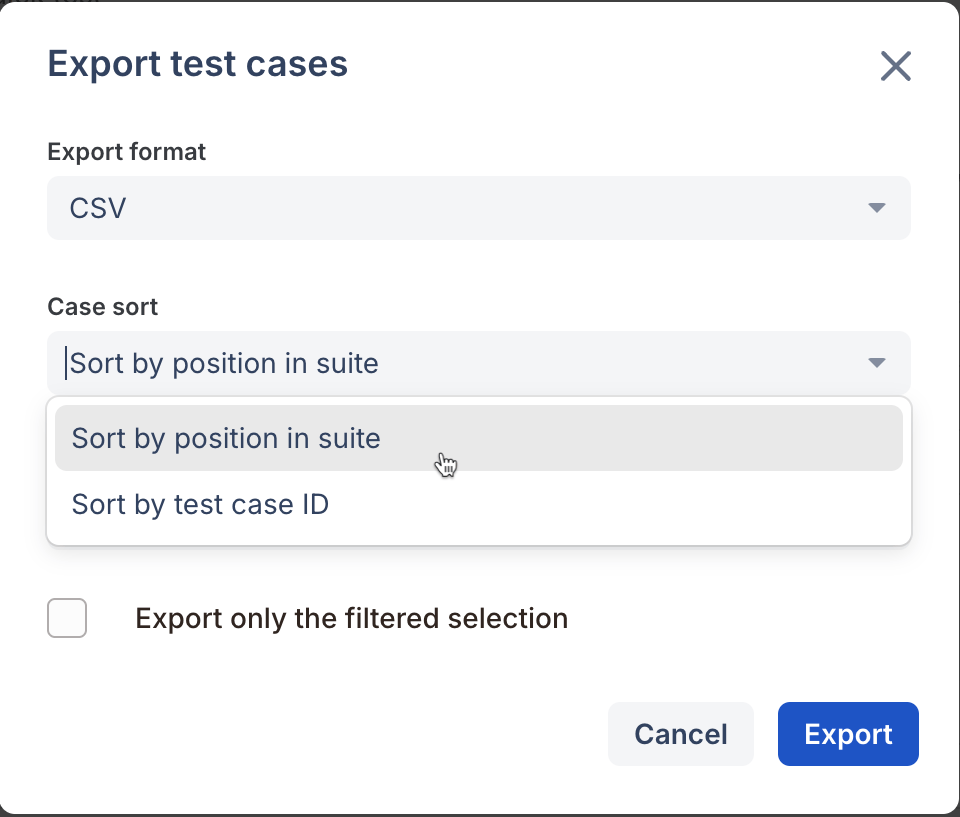 Export test cases
Export format
CSV
Case sort
Sort by position in suite
Sort by position in suite
Sort by test case ID
Export only the filtered selection
Cancel
Export